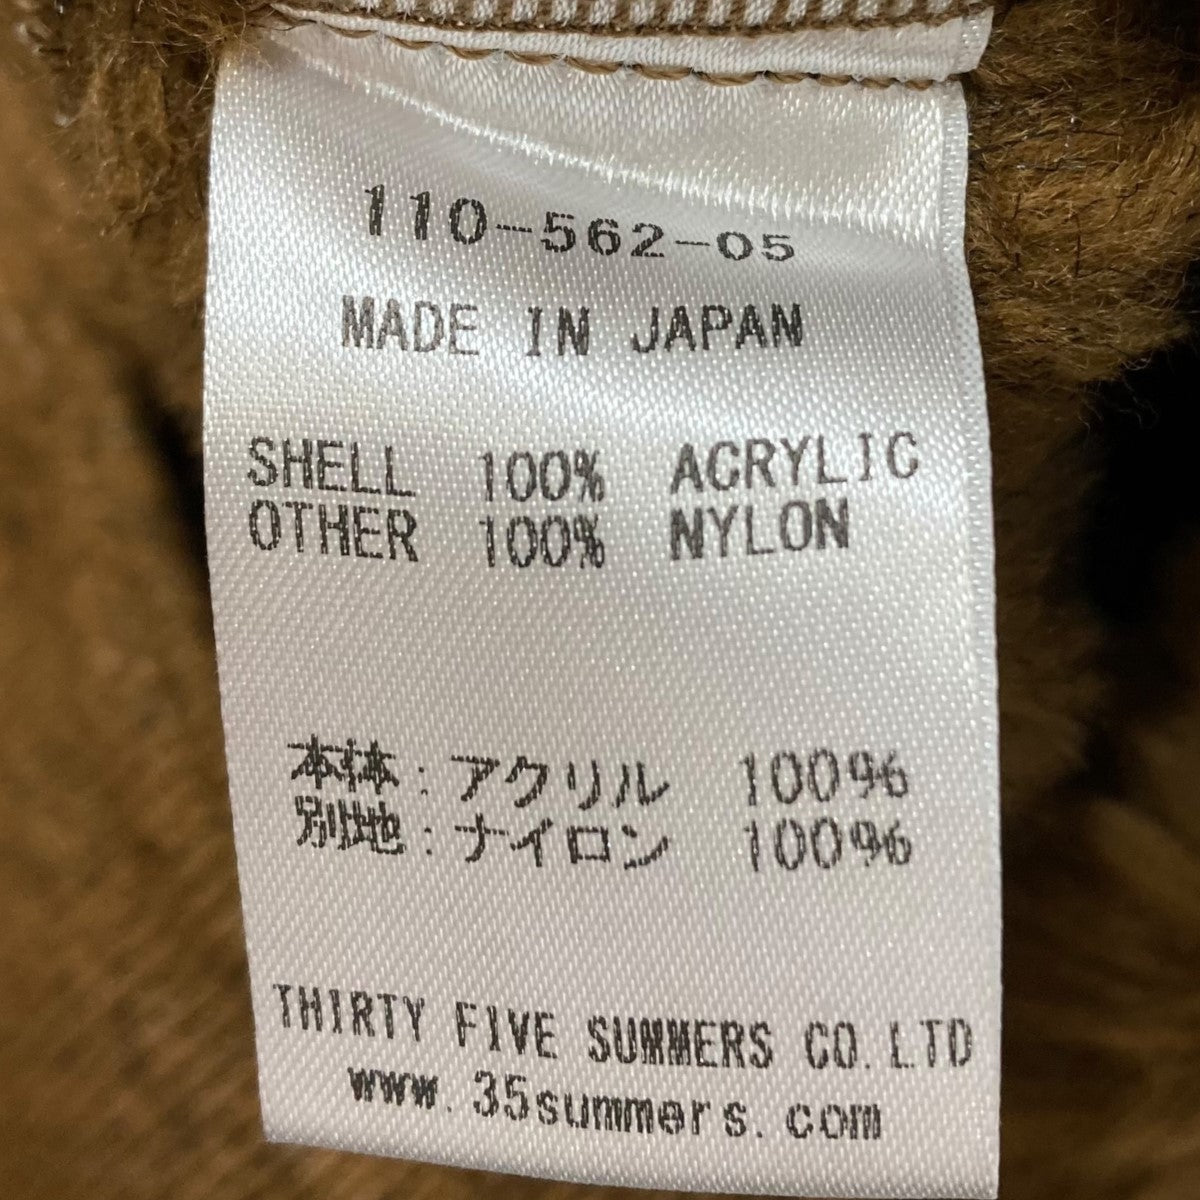 110-562-05
MADE IN JAPAN
SHELL 100% ACRYLIC
OTHER 100% NYLON
本体:アクリル 100%
別地:ナイロン 100%
THIRTY FIVE SUMMERS CO.LTD
www.35summers.com